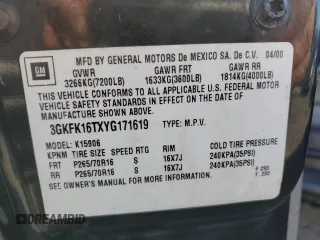 GM
MFD BY GENERAL MOTORS DE MEXICO SA. DE C.V. 04/00
GVWR GAWR FRT GAWR RR
3266KG(7200LB) 1633KG(3600LB) 1814KG(4000LB)
THIS VEHICLE CONFORMS TO ALL APPLICABLE U.S. FEDERAL
MOTOR VEHICLE SAFETY STANDARDS IN EFFECT ON THE DATE OF
MANUFACTURE SHOWN ABOVE.
3GKFK16TXYG171619 TYPE: M.P.V.
MODEL: K15906
KPNM TIRE SIZE SPEED RTG RIM COLD TIRE PRESSURE
FRT P265/70R16 S 16X7J 240KPA(35PSI)
RR P265/70R16 S 16X7J 240KPA(35PSI)
SEE OWNER'S MANUAL FOR ADDITIONAL INFORMATION.
DREAMBID